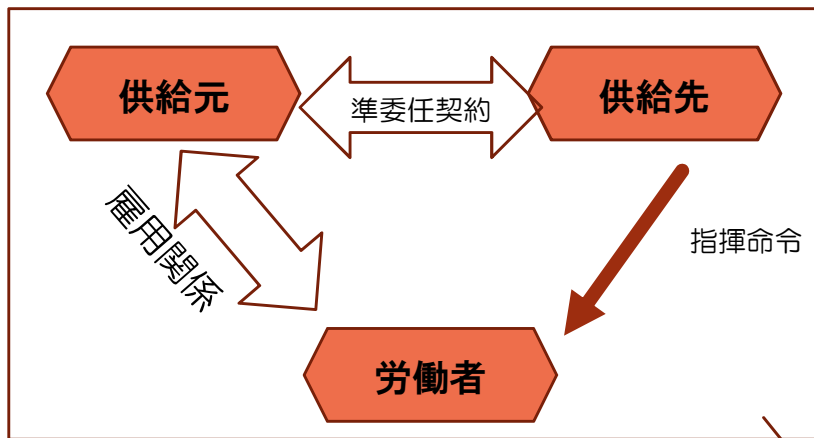 供給元
準委任契約
供給先
雇用関係
指揮命令
労働者